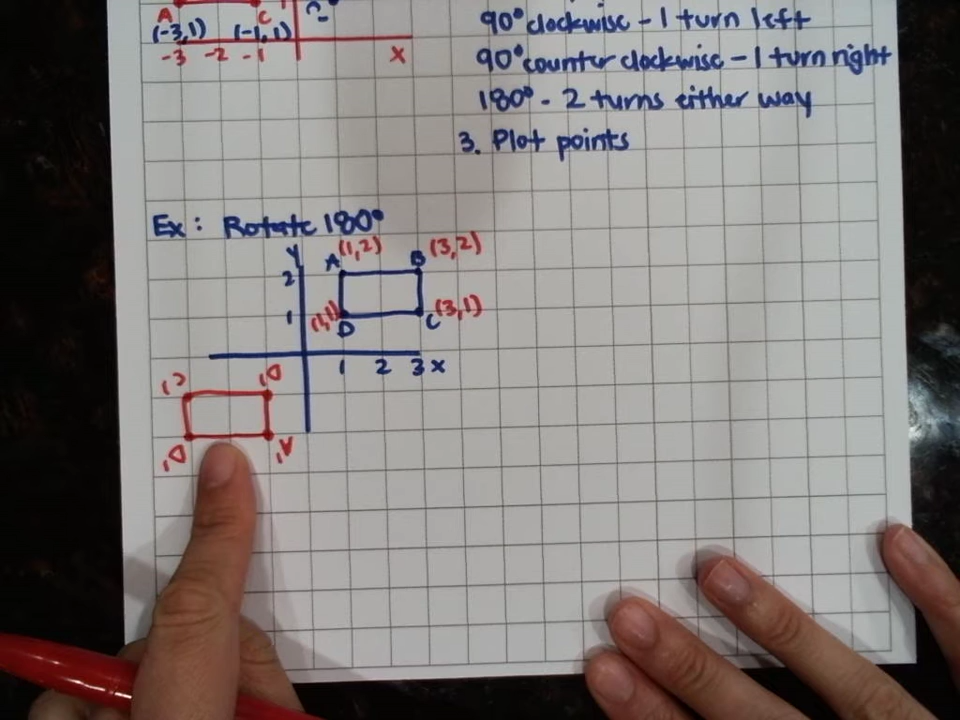 A C
(-3,1) (-1,1)
-3 -2 -1 X
90° clockwise - 1 turn left
90° counter clockwise - 1 turn right
180° - 2 turns either way
3. Plot points
Ex: Rotate 180°
Y A (1,2) B (3,2)
2
1 (1,1) D C (3,1)
1 2 3 X